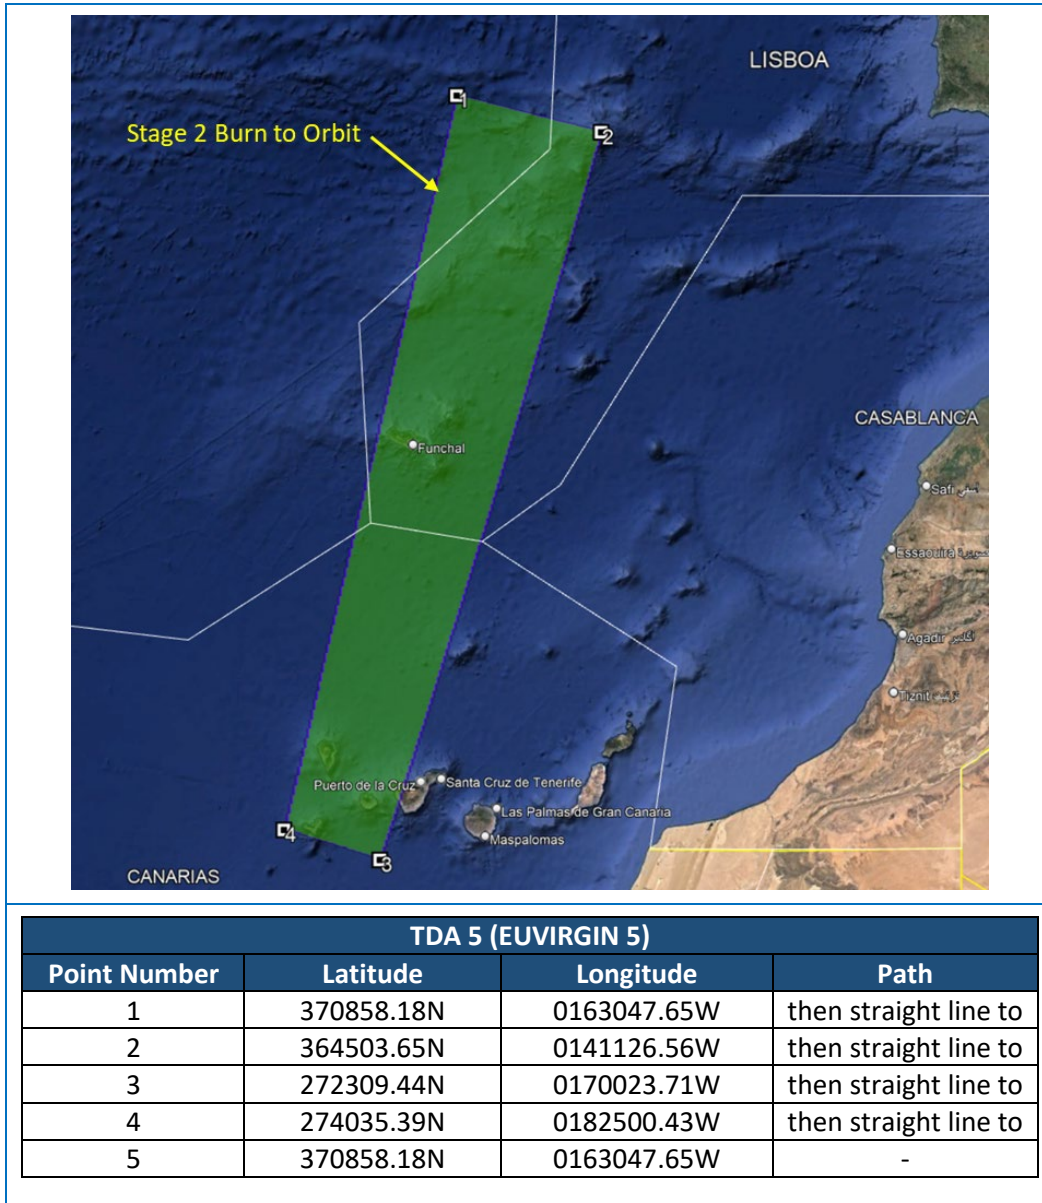 LISBOA
1
2
Stage 2 Burn to Orbit
CASABLANCA
Funchal
Safi
Essaouira
Agadir أكادير
Tiznit
Puerto de la Cruz
Santa Cruz de Tenerife
Las Palmas de Gran Canaria
Maspalomas
4
3
CANARIAS
TDA 5 (EUVIRGIN 5)
Point Number Latitude Longitude Path
1 370858.18N 0163047.65W then straight line to
2 364503.65N 0141126.56W then straight line to
3 272309.44N 0170023.71W then straight line to
4 274035.39N 0182500.43W then straight line to
5 370858.18N 0163047.65W -